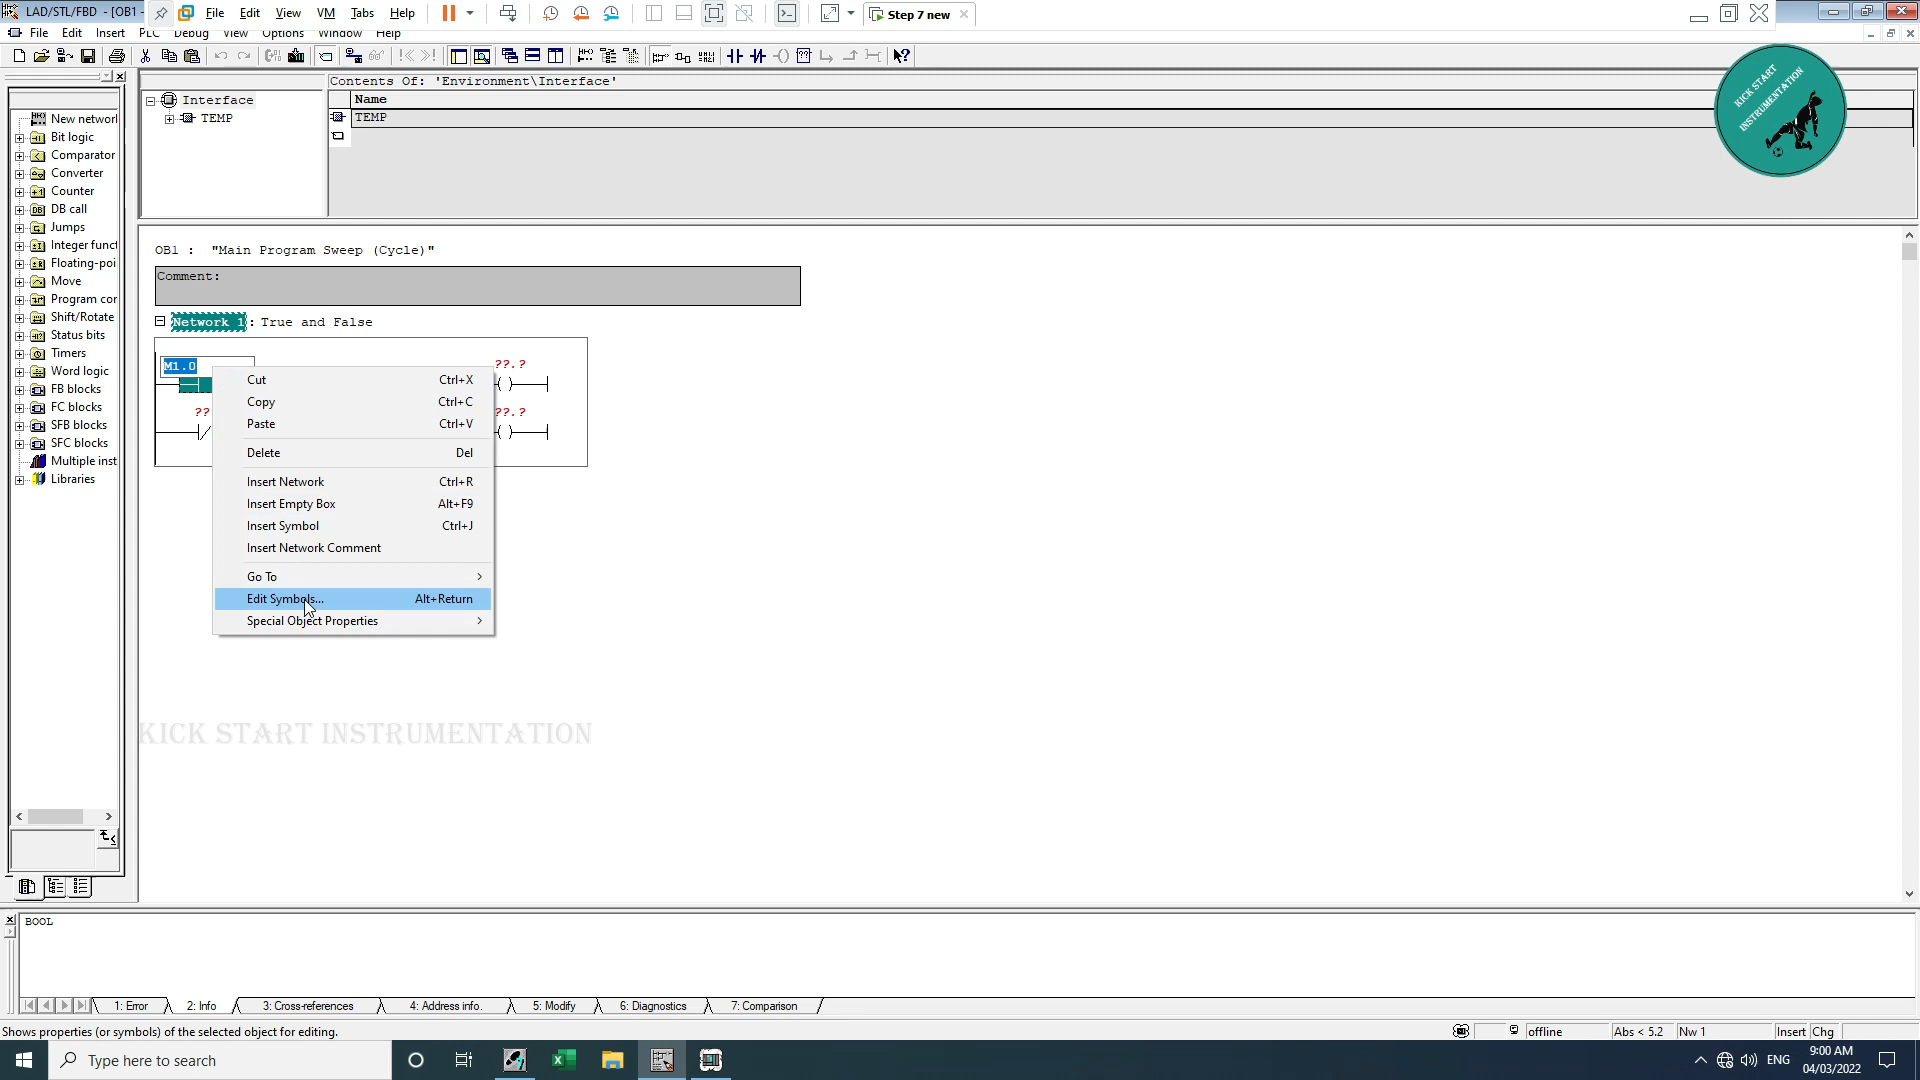 LAD/STL/FBD - [OB1 -
File Edit View VM Tabs Help
Step 7 new
File Edit Insert PLC Debug View Options Window Help
KICK START
INSTRUMENTATION
New network
Bit logic
Comparator
Converter
Counter
DB call
Jumps
Integer funct
Floating-poi
Move
Program cor
Shift/Rotate
Status bits
Timers
Word logic
FB blocks
FC blocks
SFB blocks
SFC blocks
Multiple inst
Libraries
Interface
TEMP
Contents Of: 'Environment\Interface'
Name
TEMP
OB1 : "Main Program Sweep (Cycle)"
Comment:
Network 1: True and False
M1.0
??.?
??
??.?
Cut Ctrl+X
Copy Ctrl+C
Paste Ctrl+V
Delete Del
Insert Network Ctrl+R
Insert Empty Box Alt+F9
Insert Symbol Ctrl+J
Insert Network Comment
Go To
Edit Symbols... Alt+Return
Special Object Properties
KICK START INSTRUMENTATION
BOOL
1: Error 2: Info 3: Cross-references 4: Address info. 5: Modify 6: Diagnostics 7: Comparison
Shows properties (or symbols) of the selected object for editing.
offline Abs < 5.2 Nw 1 Insert Chg
Type here to search
ENG
9:00 AM
04/03/2022